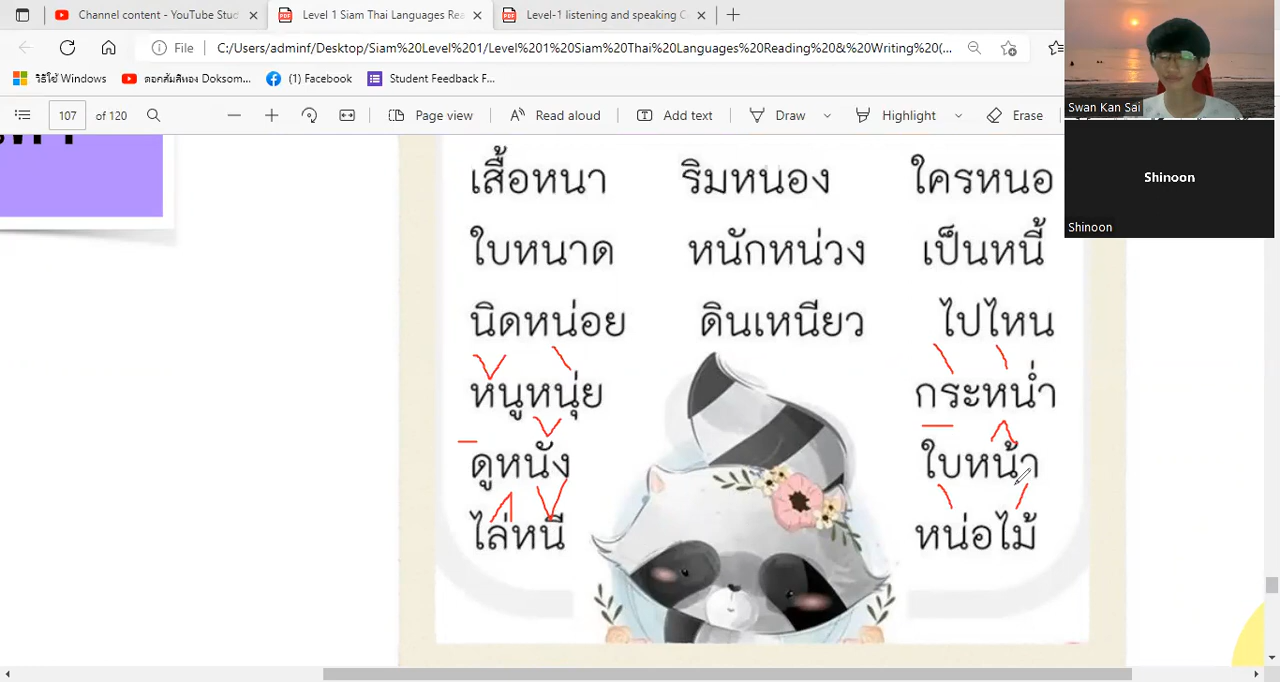 Channel content - YouTube Stud
Level 1 Siam Thai Languages Rea
Level-1 listening and speaking C
File C:/Users/adminf/Desktop/Siam%20Level%201/Level%201%20Siam%20Thai%20Languages%20Reading%20&%20Writing%20(...
วิธีใช้ Windows
ดอกส้มสีทอง Doksom...
(1) Facebook
Student Feedback F...
107 of 120
Page view
Read aloud
Add text
Draw
Highlight
Erase
Swan Kan Sai
Shinoon
Shinoon
เสื้อหนา ริมหนอง ใครหนอ
ใบหนาด หนักหน่วง เป็นหนี้
นิดหน่อย ดินเหนียว ไปไหน
หนูหนุ่ย กระหน่ำ
ดูหนัง ใบหน้า
ไล่หนี หน่อไม้